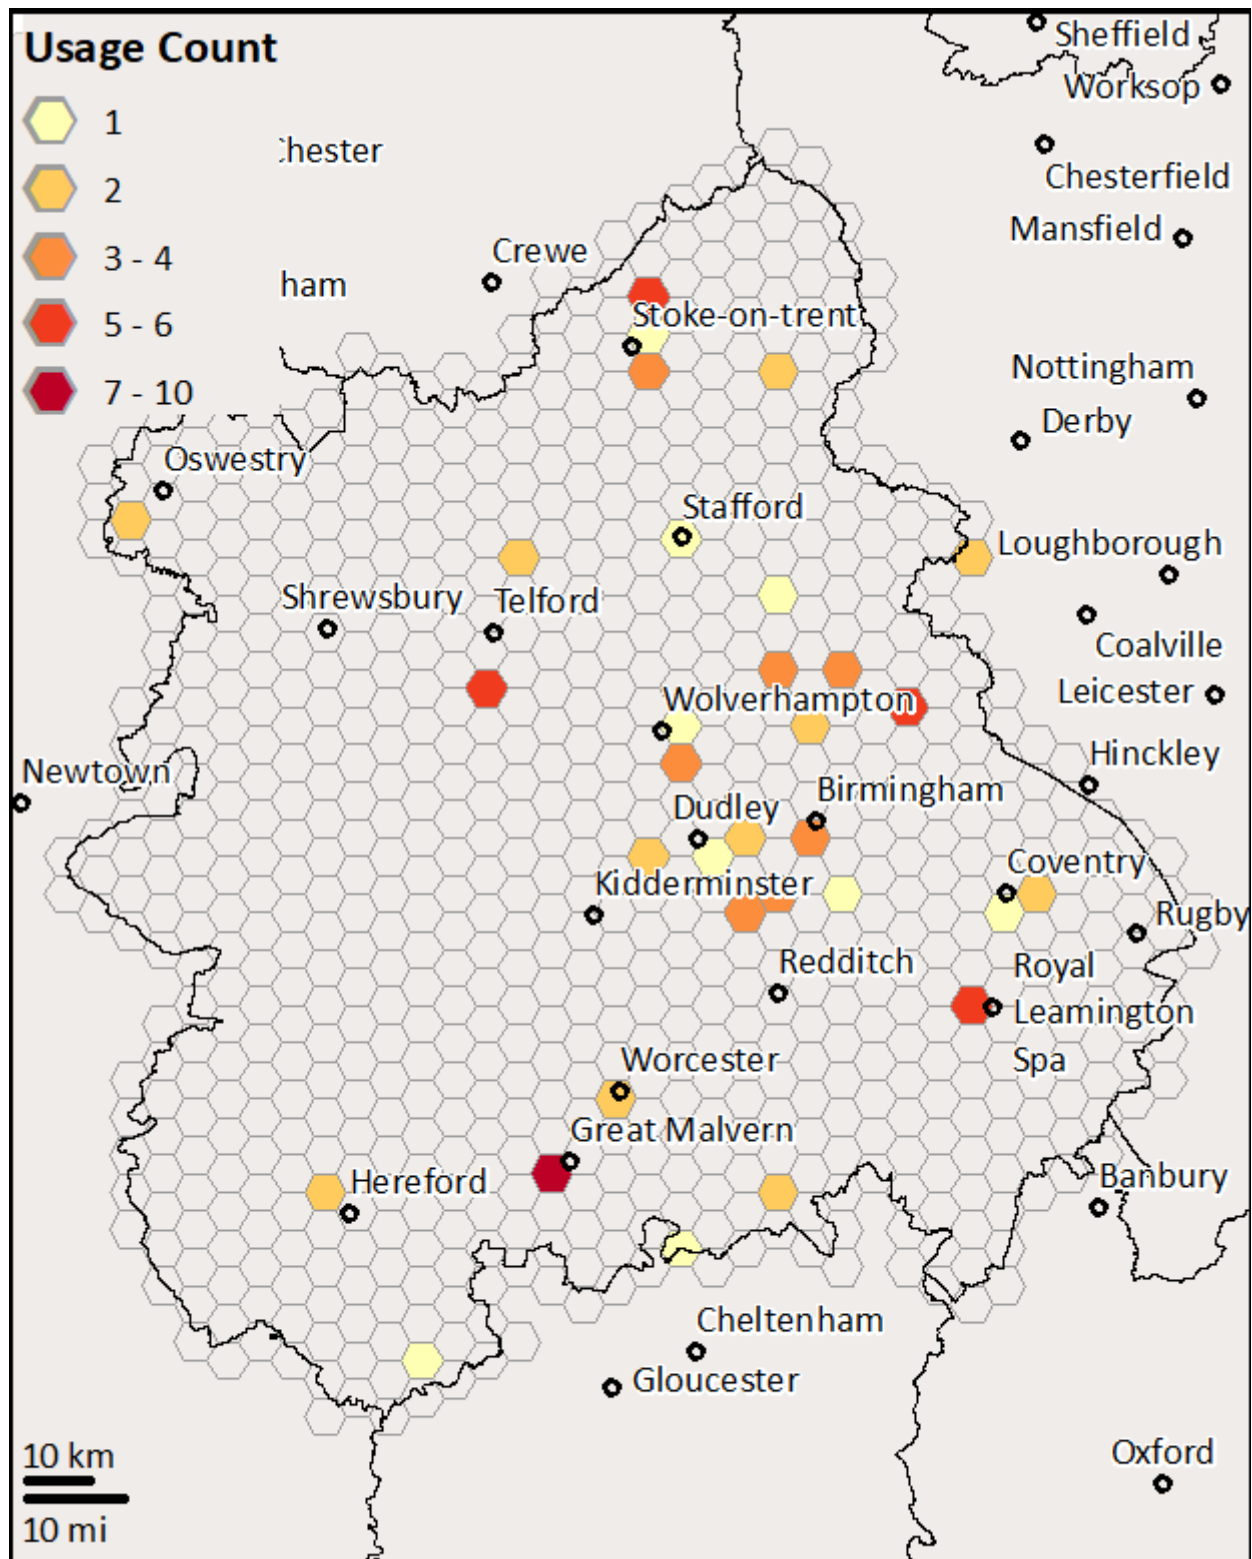 Usage Count
1
2
3 - 4
5 - 6
7 - 10
Sheffield
Worksop
Chester
Chesterfield
Mansfield
Crewe
ham
Stoke-on-trent
Nottingham
Derby
Oswestry
Stafford
Loughborough
Shrewsbury
Telford
Coalville
Leicester
Wolverhampton
Hinckley
Newtown
Birmingham
Dudley
Coventry
Kidderminster
Rugby
Redditch
Royal
Leamington
Spa
Worcester
Great Malvern
Hereford
Banbury
Cheltenham
Gloucester
Oxford
10 km
10 mi